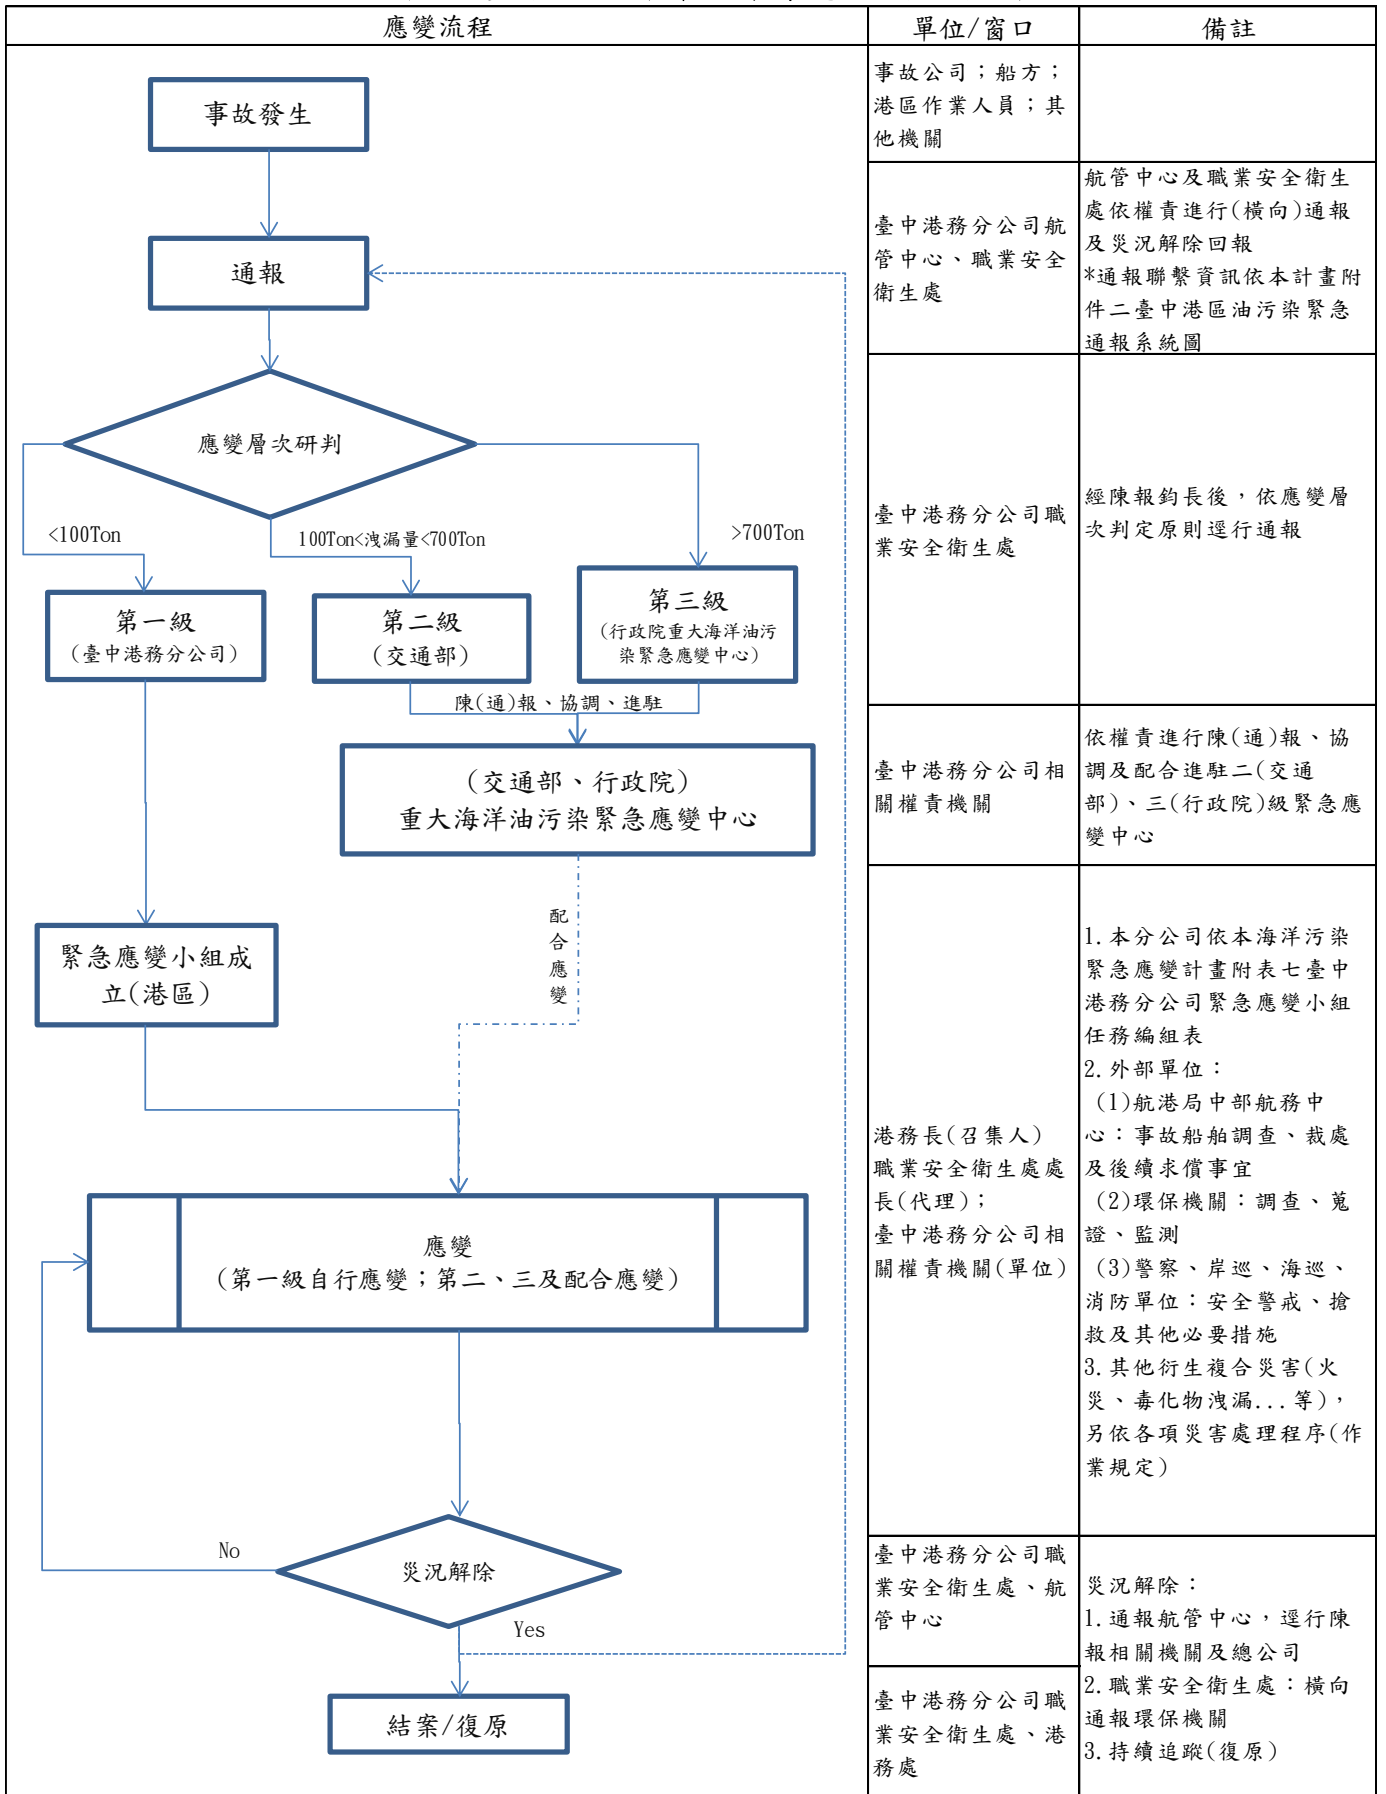 應變流程
單位/窗口
備註
事故發生
通報
應變層次研判
<100Ton
100Ton<洩漏量<700Ton
>700Ton
第一級
(臺中港務分公司)
第二級
(交通部)
第三級
(行政院重大海洋油污
染緊急應變中心)
陳(通)報、協調、進駐
(交通部、行政院)
重大海洋油污染緊急應變中心
配
合
應
變
緊急應變小組成
立(港區)
應變
(第一級自行應變；第二、三及配合應變)
災況解除
No
Yes
結案/復原
事故公司；船方；
港區作業人員；其
他機關
臺中港務分公司航
管中心、職業安全
衛生處
航管中心及職業安全衛生
處依權責進行(橫向)通報
及災況解除回報
*通報聯繫資訊依本計畫附
件二臺中港區油污染緊急
通報系統圖
臺中港務分公司職
業安全衛生處
經陳報鈞長後，依應變層
次判定原則逕行通報
臺中港務分公司相
關權責機關
依權責進行陳(通)報、協
調及配合進駐二(交通
部)、三(行政院)級緊急應
變中心
港務長(召集人)
職業安全衛生處處
長(代理)；
臺中港務分公司相
關權責機關(單位)
1.本分公司依本海洋污染
緊急應變計畫附表七臺中
港務分公司緊急應變小組
任務編組表
2.外部單位：
(1)航港局中部航務中
心：事故船舶調查、裁處
及後續求償事宜
(2)環保機關：調查、蒐
證、監測
(3)警察、岸巡、海巡、
消防單位：安全警戒、搶
救及其他必要措施
3.其他衍生複合災害(火
災、毒化物洩漏...等)，
另依各項災害處理程序(作
業規定)
臺中港務分公司職
業安全衛生處、航
管中心
臺中港務分公司職
業安全衛生處、港
務處
災況解除：
1.通報航管中心，逕行陳
報相關機關及總公司
2.職業安全衛生處：橫向
通報環保機關
3.持續追蹤(復原)